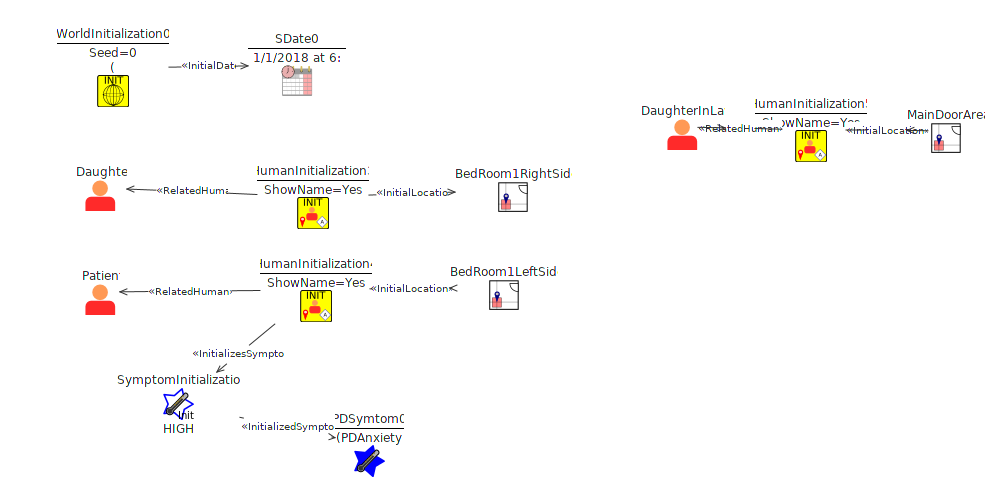 WorldInitialization0
Seed=0
(
INIT
«InitialDat
SDate0
1/1/2018 at 6:
DaughterInLa
«RelatedHuman
HumanInitialization5
ShowName=Yes
INIT
A
«InitialLocation»
MainDoorArea
Daughte
«RelatedHuma
HumanInitialization
ShowName=Yes
INIT
A
«InitialLocatio
BedRoom1RightSid
Patien
«RelatedHuman
HumanInitialization4
ShowName=Yes
INIT
A
«InitialLocation»
BedRoom1LeftSid
«InitializesSympto
SymptomInitializatio
Init
HIGH
«InitializedSympto
PDSymtom0
(PDAnxiety